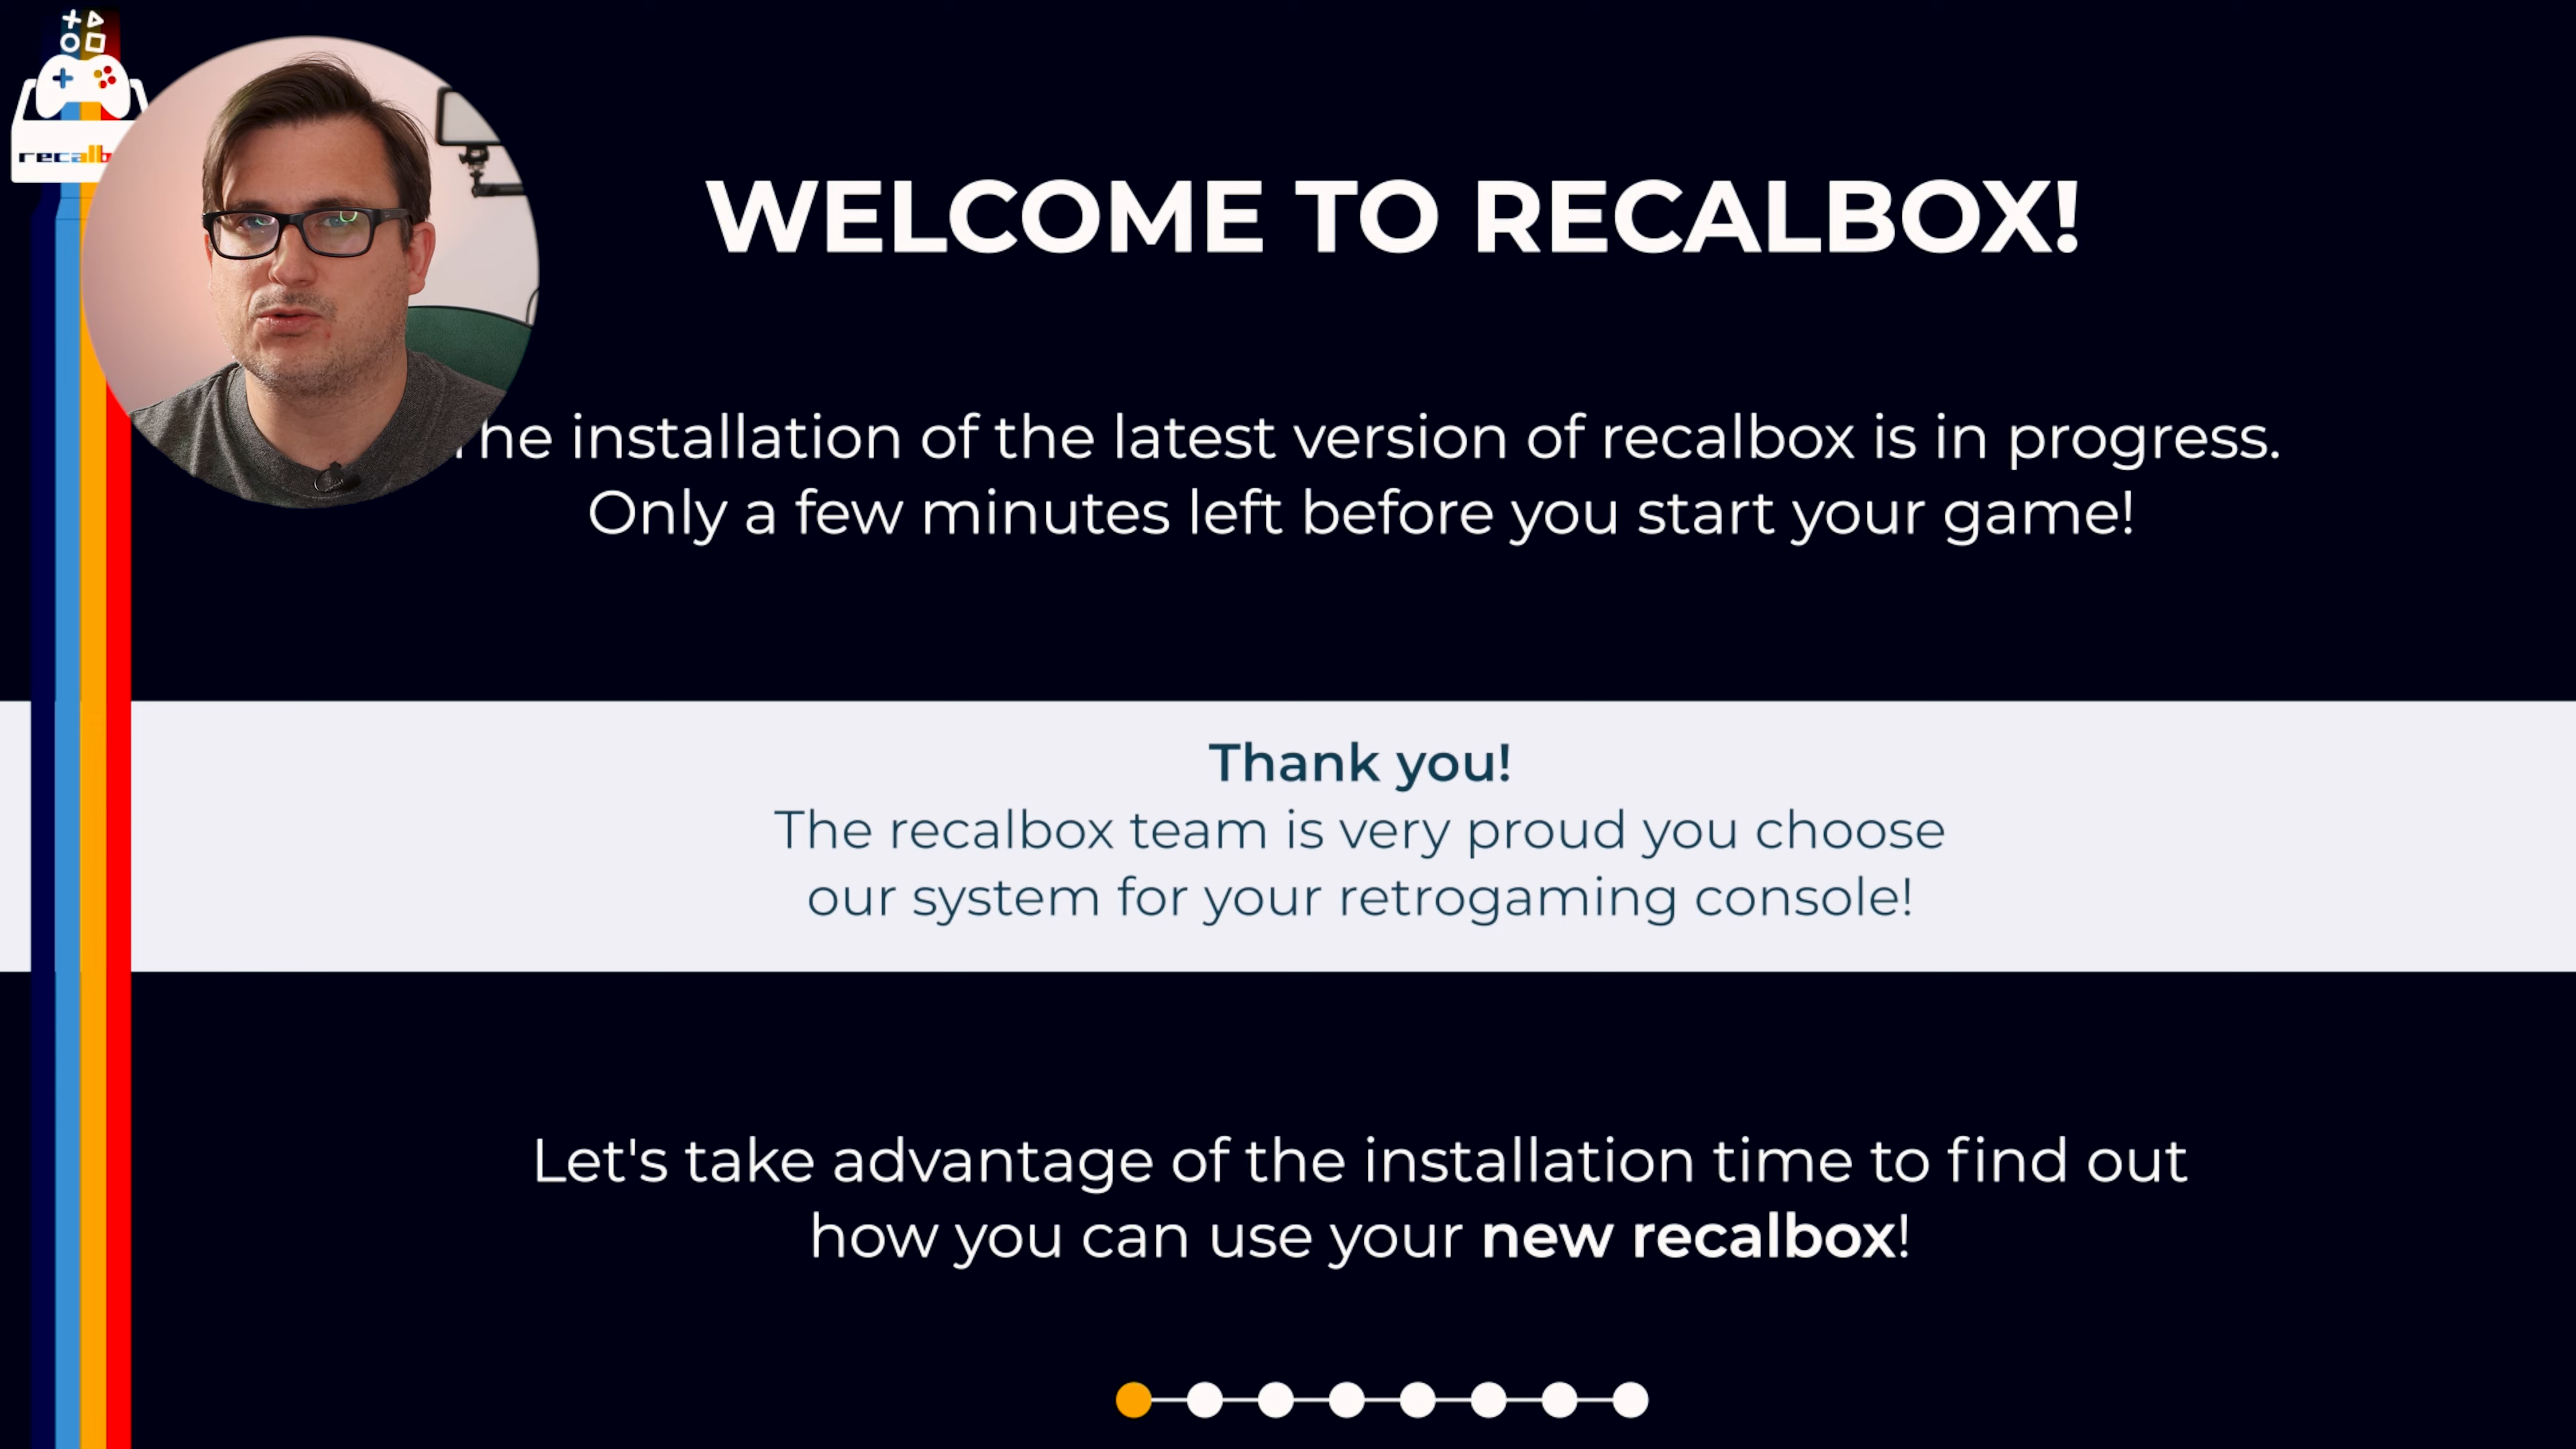 WELCOME TO RECALBOX!
he installation of the latest version of recalbox is in progress.
Only a few minutes left before you start your game!
Thank you!
The recalbox team is very proud you choose
our system for your retrogaming console!
Let's take advantage of the installation time to find out
how you can use your new recalbox!